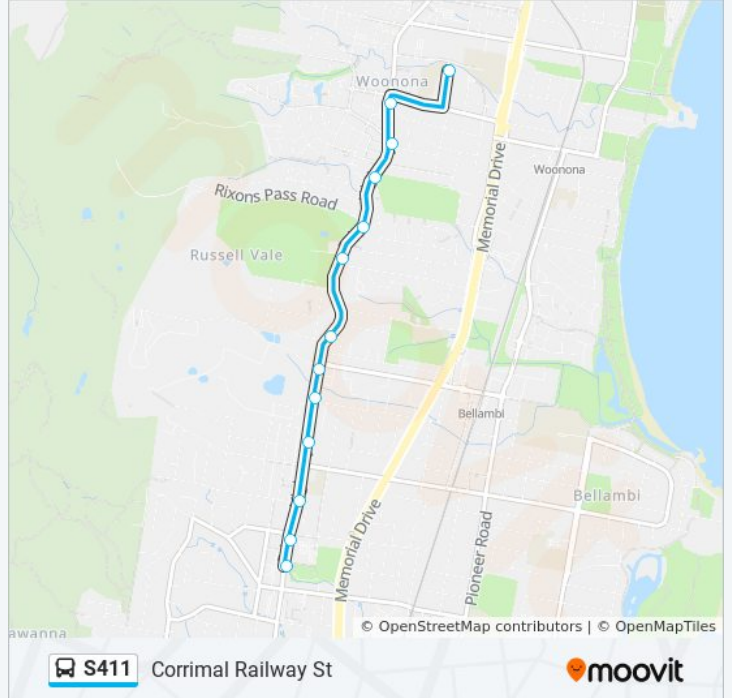 Woonona
Woonona
Rixons Pass Road
Memorial Drive
Russell Vale
Bellambi
Bellambi
Memorial Drive
Pioneer Road
awanna
© OpenStreetMap contributors | © OpenMapTiles
S411 Corrimal Railway St
moovit